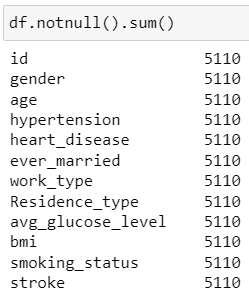 df.notnull().sum()
id 5110
gender 5110
age 5110
hypertension 5110
heart_disease 5110
ever_married 5110
work_type 5110
Residence_type 5110
avg_glucose_level 5110
bmi 5110
smoking_status 5110
stroke 5110